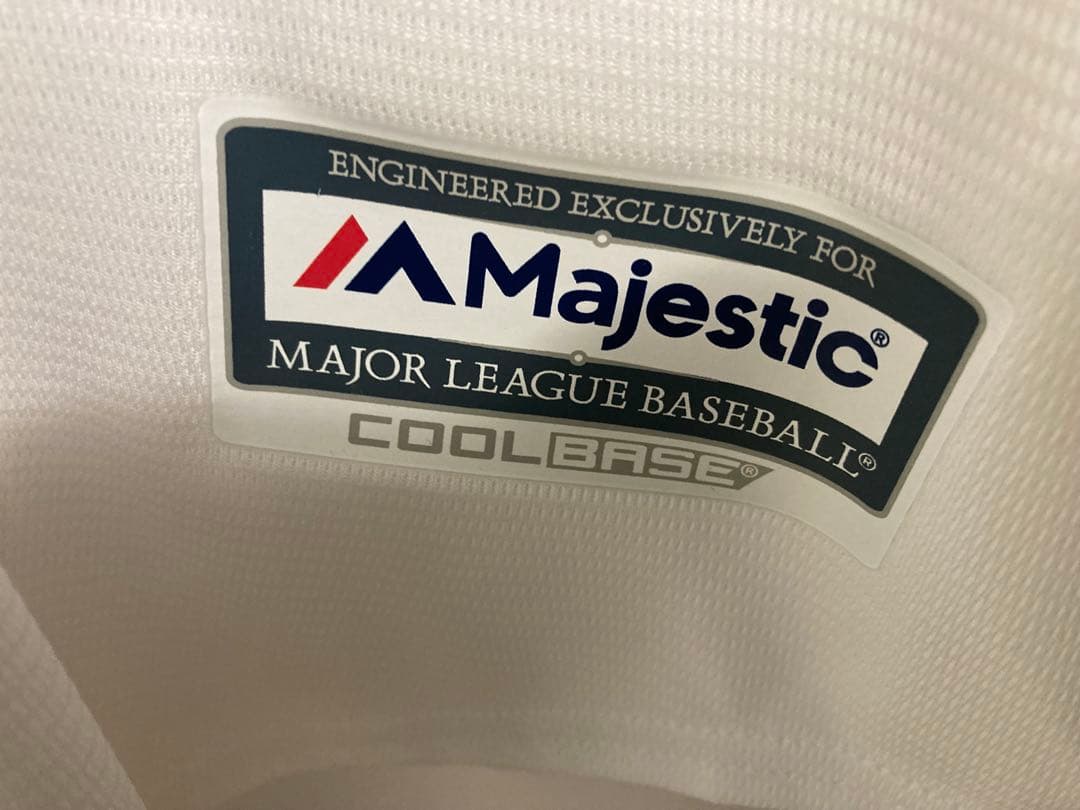 ENGINEERED EXCLUSIVELY FOR
Majestic®
MAJOR LEAGUE BASEBALL®
COOLBASE®